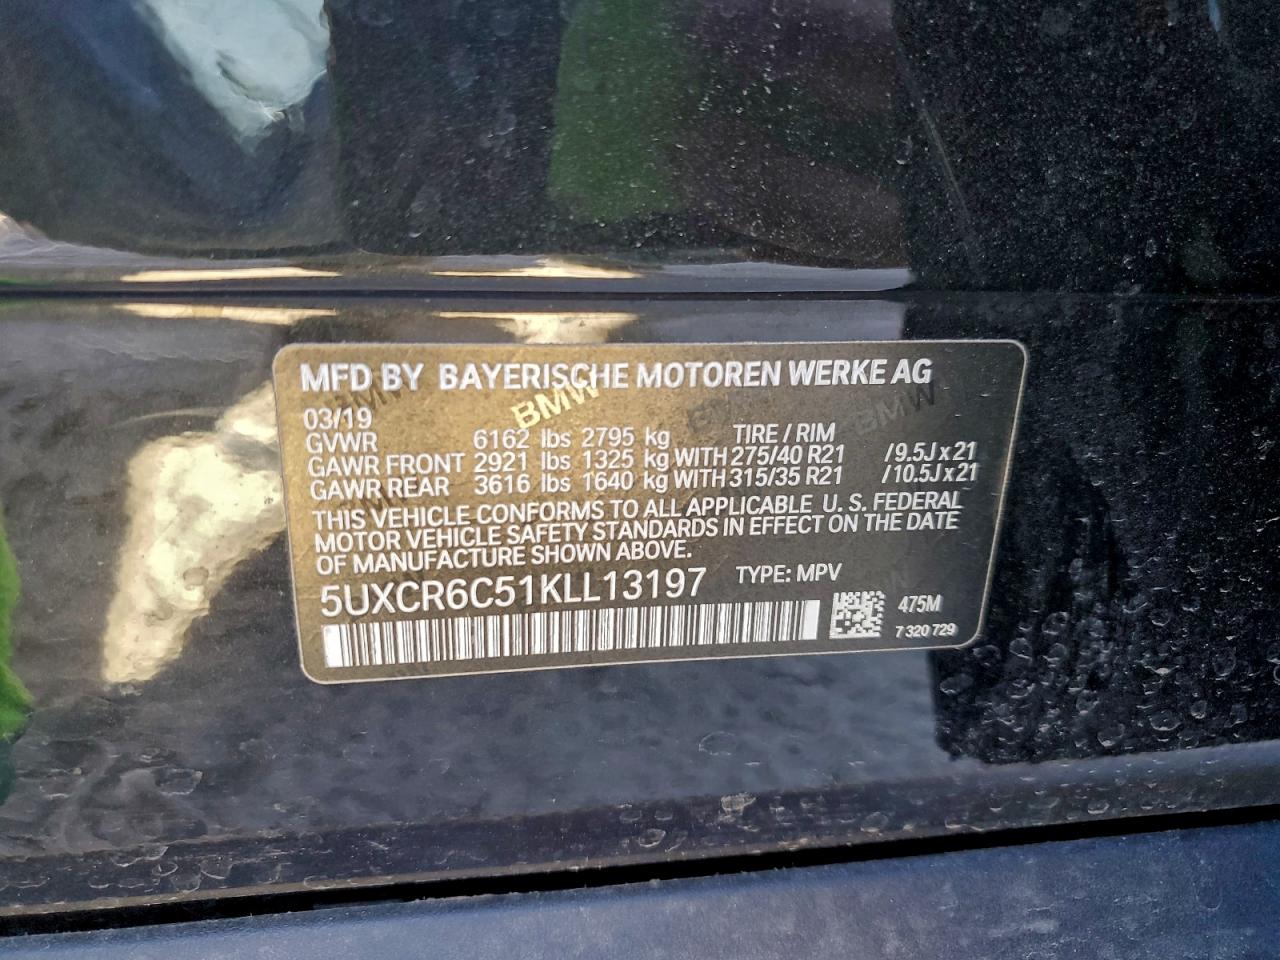 MFD BY BAYERISCHE MOTOREN WERKE AG
BMW BMW BMW BMW
03/19
GVWR 6162 lbs 2795 kg TIRE / RIM
GAWR FRONT 2921 lbs 1325 kg WITH 275/40 R21 /9.5J x 21
GAWR REAR 3616 lbs 1640 kg WITH 315/35 R21 /10.5J x 21
THIS VEHICLE CONFORMS TO ALL APPLICABLE U. S. FEDERAL
MOTOR VEHICLE SAFETY STANDARDS IN EFFECT ON THE DATE
OF MANUFACTURE SHOWN ABOVE.
5UXCR6C51KLL13197 TYPE: MPV
475M
7 320 729